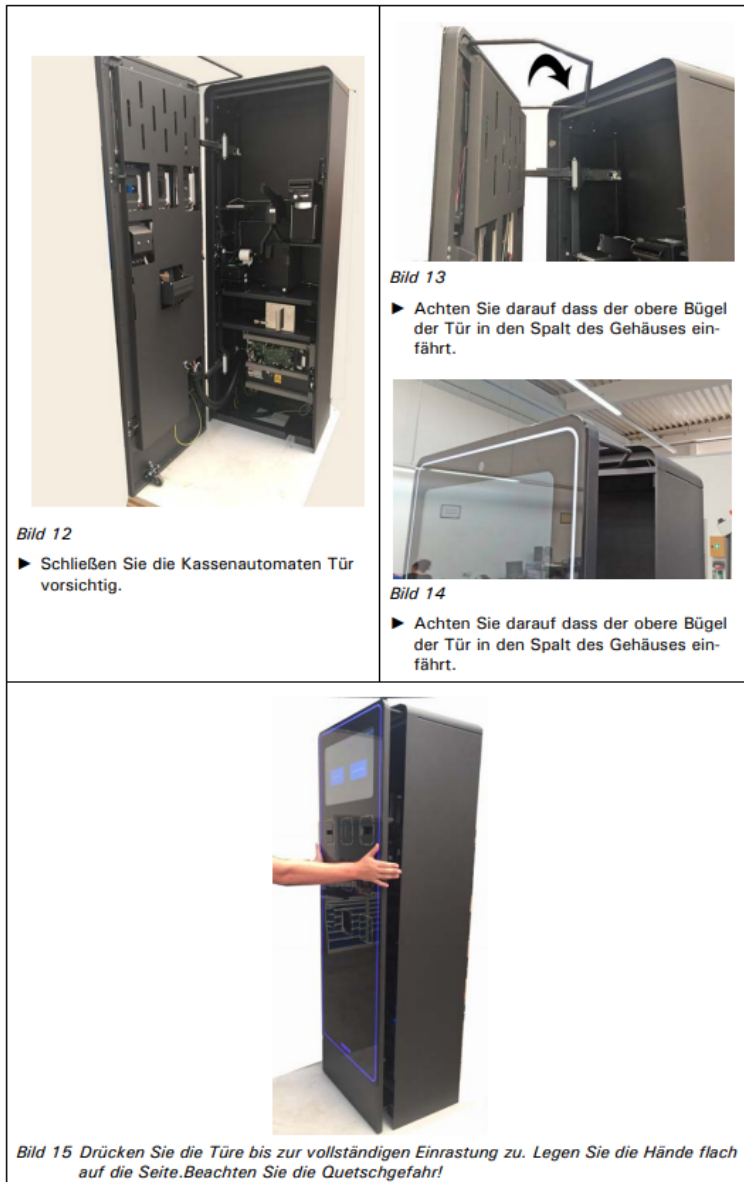 Bild 12
► Schließen Sie die Kassenautomaten Tür
vorsichtig.
Bild 13
► Achten Sie darauf dass der obere Bügel
der Tür in den Spalt des Gehäuses ein-
fährt.
Bild 14
► Achten Sie darauf dass der obere Bügel
der Tür in den Spalt des Gehäuses ein-
fährt.
Bild 15 Drücken Sie die Türe bis zur vollständigen Einrastung zu. Legen Sie die Hände flach
auf die Seite.Beachten Sie die Quetschgefahr!